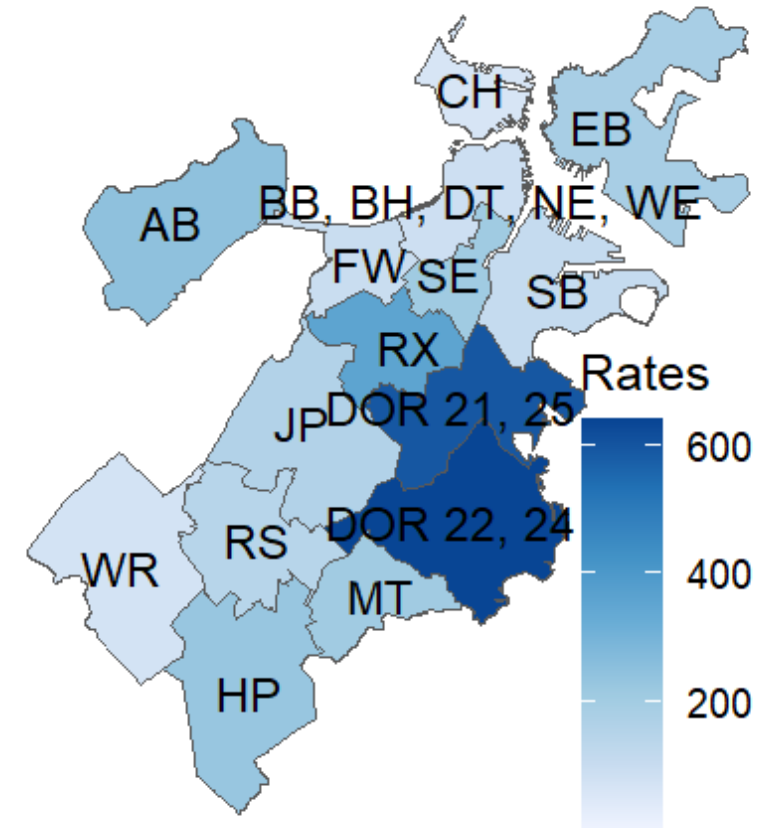 CH
EB
BB, BH, DT, NE, WE
AB
FW
SE
SB
RX
Rates
JP
DOR 21, 25
600
DOR 22, 24
RS
WR
400
MT
HP
200